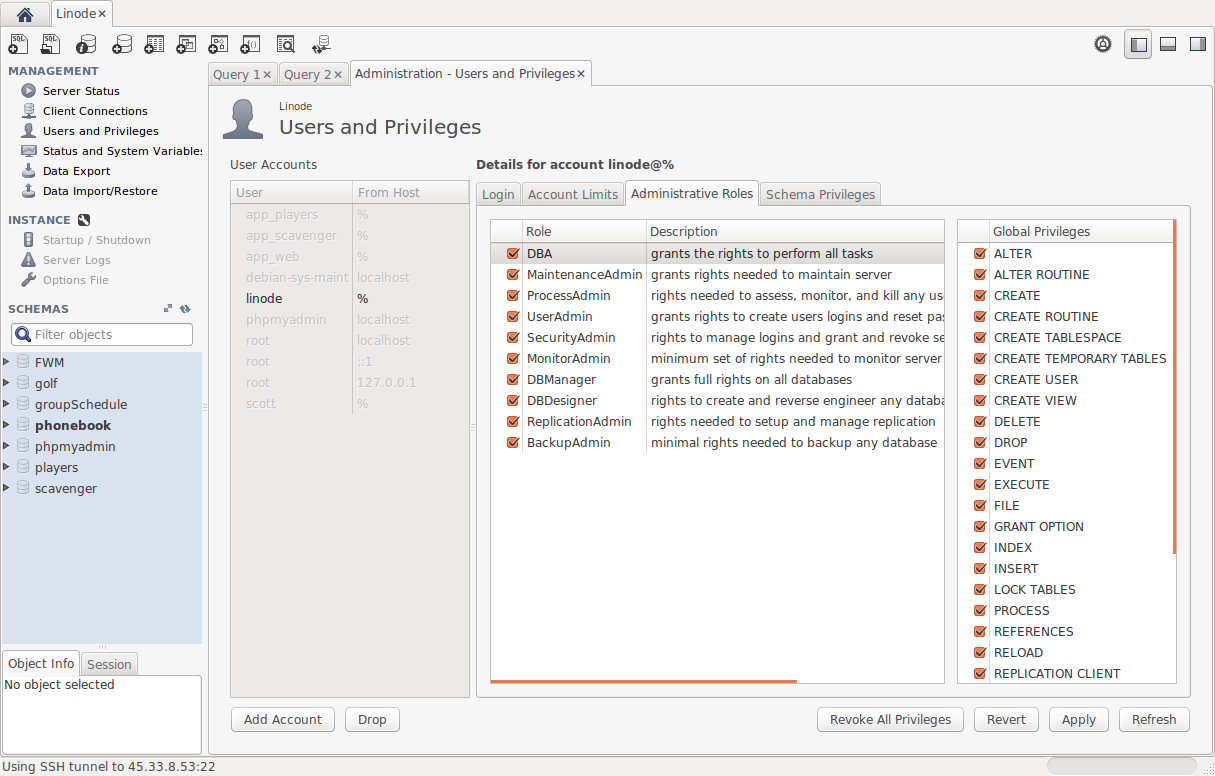 Linode×
SQL
SQL
MANAGEMENT
Server Status
Client Connections
Users and Privileges
Status and System Variables
Data Export
Data Import/Restore
INSTANCE
Startup / Shutdown
Server Logs
Options File
SCHEMAS
Filter objects
FWM
golf
groupSchedule
phonebook
phpmyadmin
players
scavenger
Object Info
Session
No object selected
Query 1×
Query 2×
Administration - Users and Privileges×
Linode
Users and Privileges
User Accounts
User From Host
app_players %
app_scavenger %
app_web %
debian-sys-maint localhost
linode %
phpmyadmin localhost
root localhost
root ::1
root 127.0.0.1
scott %
Add Account
Drop
Details for account linode@%
Login
Account Limits
Administrative Roles
Schema Privileges
Role Description
DBA grants the rights to perform all tasks
MaintenanceAdmin grants rights needed to maintain server
ProcessAdmin rights needed to assess, monitor, and kill any us
UserAdmin grants rights to create users logins and reset pas
SecurityAdmin rights to manage logins and grant and revoke se
MonitorAdmin minimum set of rights needed to monitor server
DBManager grants full rights on all databases
DBDesigner rights to create and reverse engineer any databa
ReplicationAdmin rights needed to setup and manage replication
BackupAdmin minimal rights needed to backup any database
Global Privileges
ALTER
ALTER ROUTINE
CREATE
CREATE ROUTINE
CREATE TABLESPACE
CREATE TEMPORARY TABLES
CREATE USER
CREATE VIEW
DELETE
DROP
EVENT
EXECUTE
FILE
GRANT OPTION
INDEX
INSERT
LOCK TABLES
PROCESS
REFERENCES
RELOAD
REPLICATION CLIENT
Revoke All Privileges
Revert
Apply
Refresh
Using SSH tunnel to 45.33.8.53:22